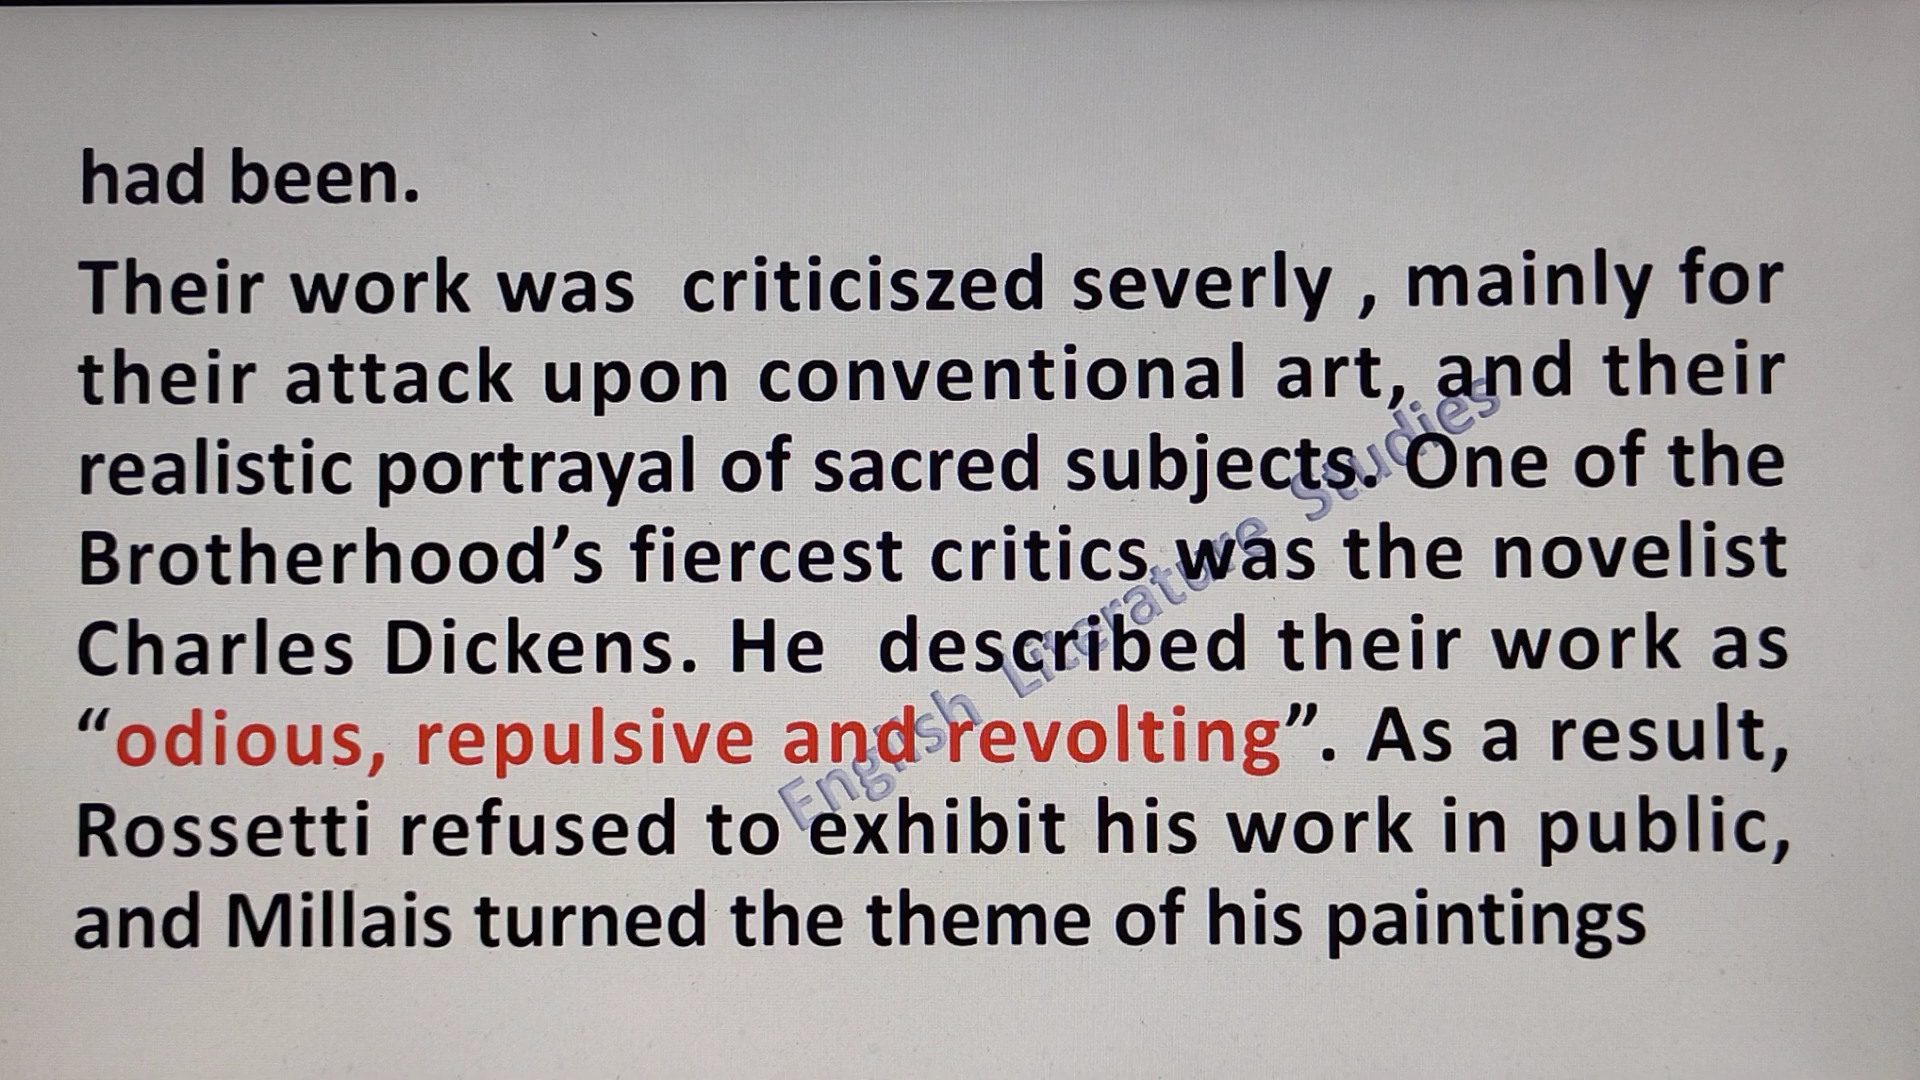 had been.
Their work was criticiszed severly , mainly for
their attack upon conventional art, and their
realistic portrayal of sacred subjects. One of the
Brotherhood’s fiercest critics was the novelist
Charles Dickens. He described their work as
“odious, repulsive and revolting”. As a result,
Rossetti refused to exhibit his work in public,
and Millais turned the theme of his paintings
English Literature Studies